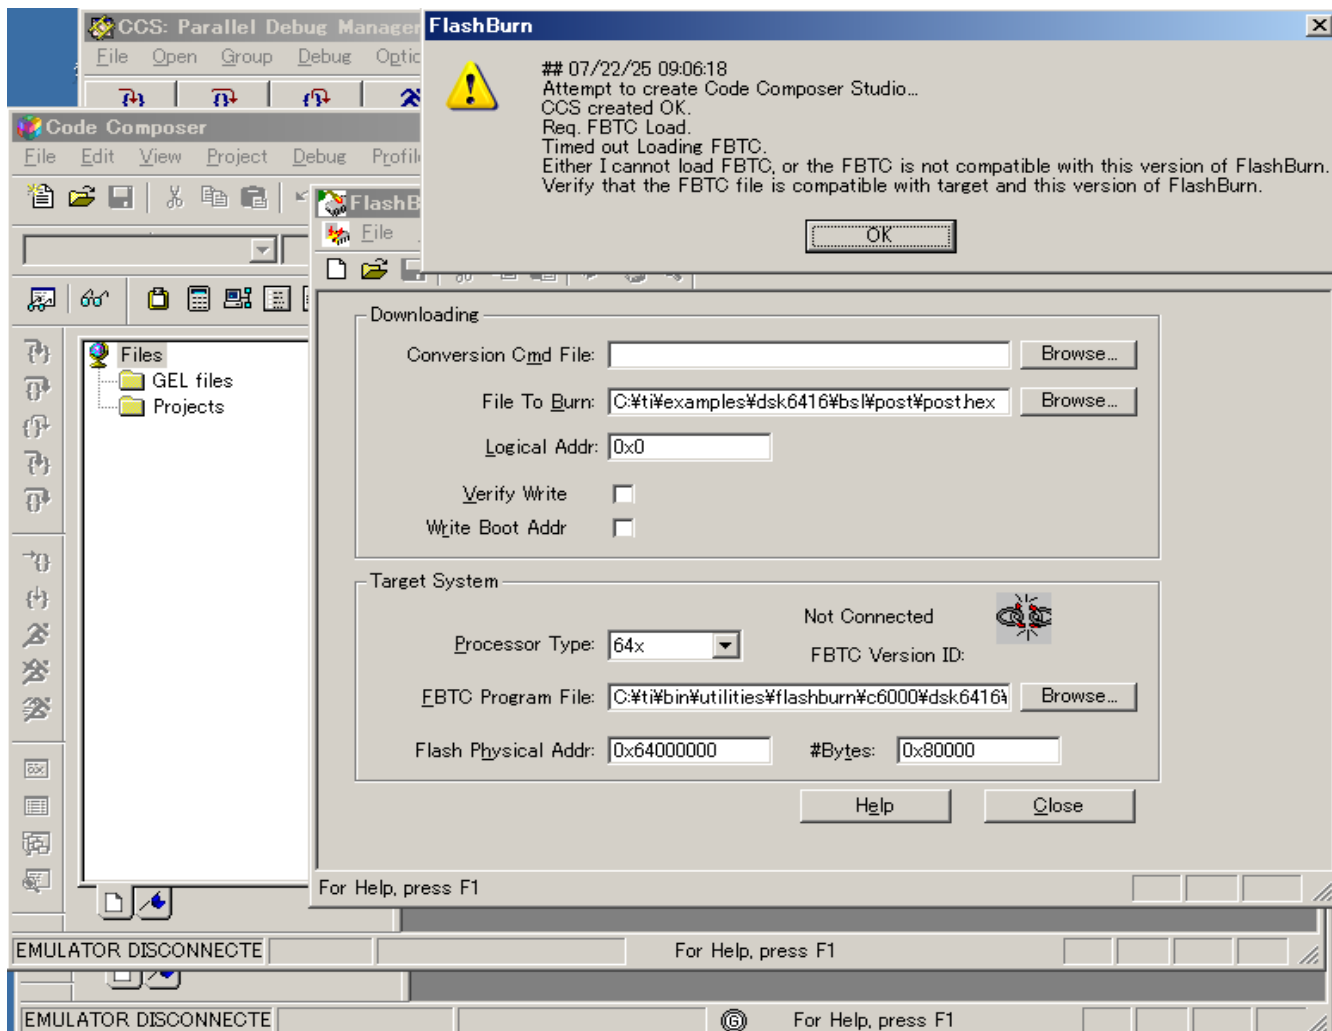 CCS: Parallel Debug Manager
File Open Group Debug
FlashBurn
## 07/22/25 09:06:18
Attempt to create Code Composer Studio...
CCS created OK.
Req. FBTC Load.
Timed out Loading FBTC.
Either I cannot load FBTC, or the FBTC is not compatible with this version of FlashBurn.
Verify that the FBTC file is compatible with target and this version of FlashBurn.
OK
Code Composer
File Edit View Project Debug
File
Downloading
Conversion Cmd File:
Browse...
File To Burn: C:¥ti¥examples¥dsk6416¥bsl¥post¥post.hex
Browse...
Logical Addr: 0x0
Verify Write
Write Boot Addr
Target System
Processor Type: 64x
Not Connected
FBTC Version ID:
FBTC Program File: C:¥ti¥bin¥utilities¥flashburn¥c6000¥dsk6416¥
Browse...
Flash Physical Addr: 0x64000000
#Bytes: 0x80000
Help
Close
For Help, press F1
Files
GEL files
Projects
EMULATOR DISCONNECTE
For Help, press F1
EMULATOR DISCONNECTE
For Help, press F1